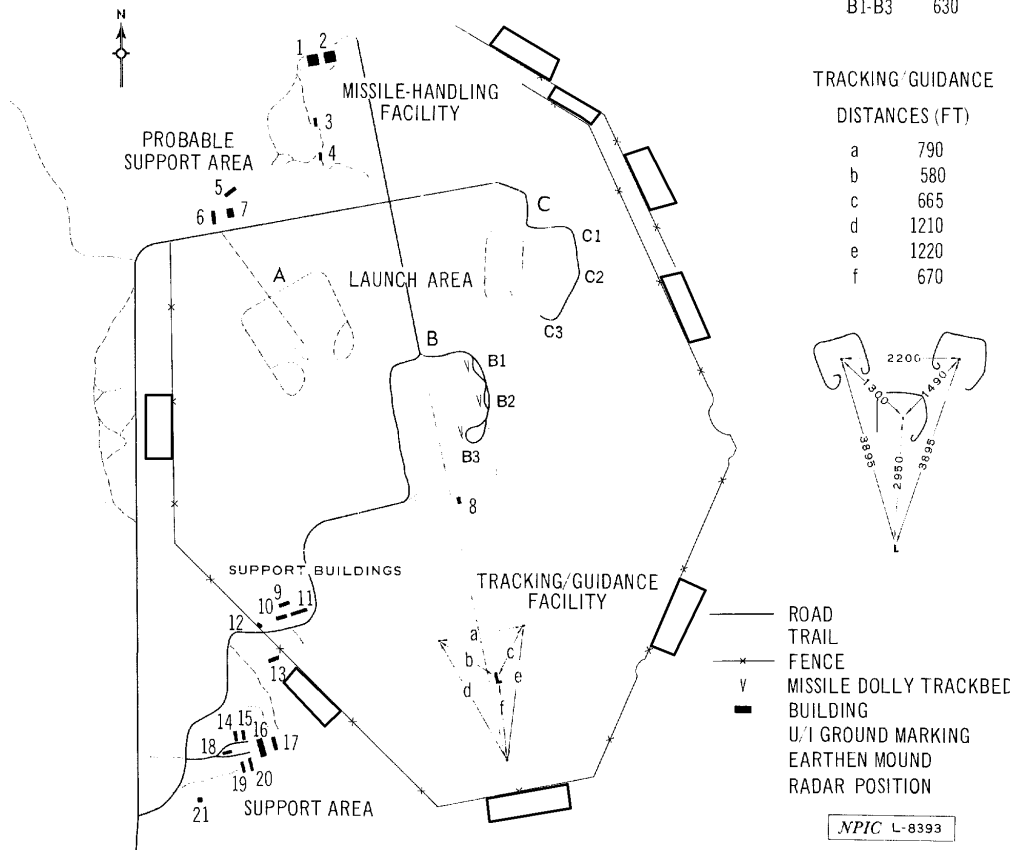 B1-B3 630
N
1 2
MISSILE-HANDLING
FACILITY
3
4
PROBABLE
SUPPORT AREA
5
6 7
TRACKING/GUIDANCE
DISTANCES (FT)
a 790
b 580
c 665
d 1210
e 1220
f 670
A
LAUNCH AREA
C
C1
C2
C3
B
B1
B2
B3
8
2200
1300 1490
3895 2950 3895
L
SUPPORT BUILDINGS
9
10 11
12
13
TRACKING/GUIDANCE
FACILITY
a
b c
d e
f
14 15 16 17
18
19 20
21
SUPPORT AREA
ROAD
TRAIL
FENCE
MISSILE DOLLY TRACKBED
BUILDING
U/I GROUND MARKING
EARTHEN MOUND
RADAR POSITION
NPIC L-8393